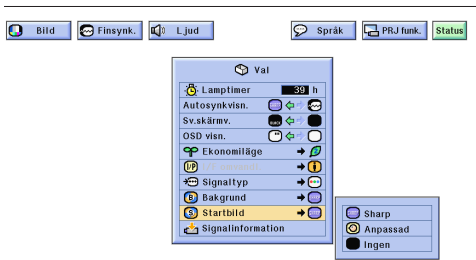 Bild Finsynk. Ljud Språk PRJ funk. Status
Val
Lamptimer 39 h
Autosynkvisn.
Sv.skärmv.
OSD visn.
Ekonomiläge
I/P
Signaltyp
B Bakgrund
S Startbild
Signalinformation
Sharp
Anpassad
Ingen